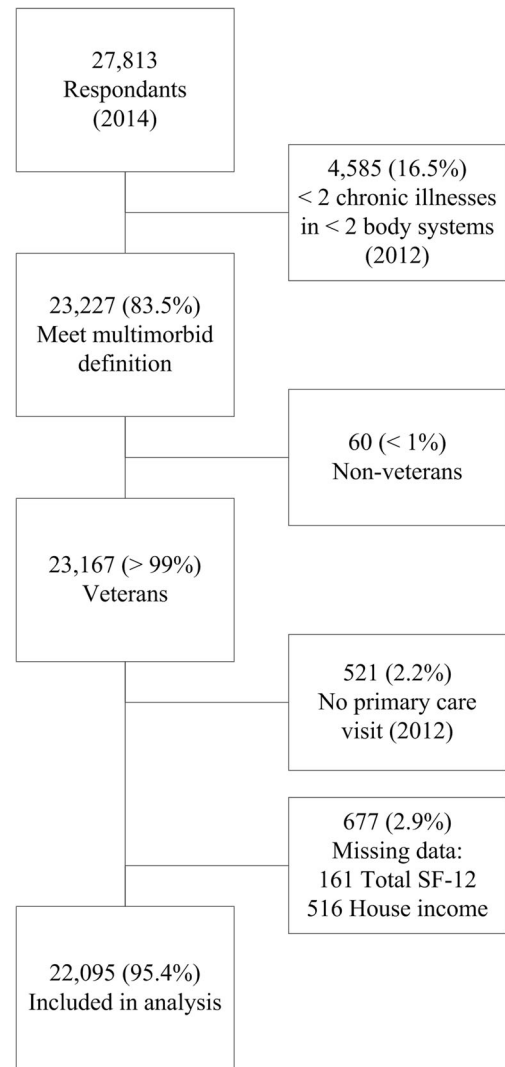 27,813
Respondants
(2014)
4,585 (16.5%)
< 2 chronic illnesses
in < 2 body systems
(2012)
23,227 (83.5%)
Meet multimorbid
definition
60 (< 1%)
Non-veterans
23,167 (> 99%)
Veterans
521 (2.2%)
No primary care
visit (2012)
677 (2.9%)
Missing data:
161 Total SF-12
516 House income
22,095 (95.4%)
Included in analysis